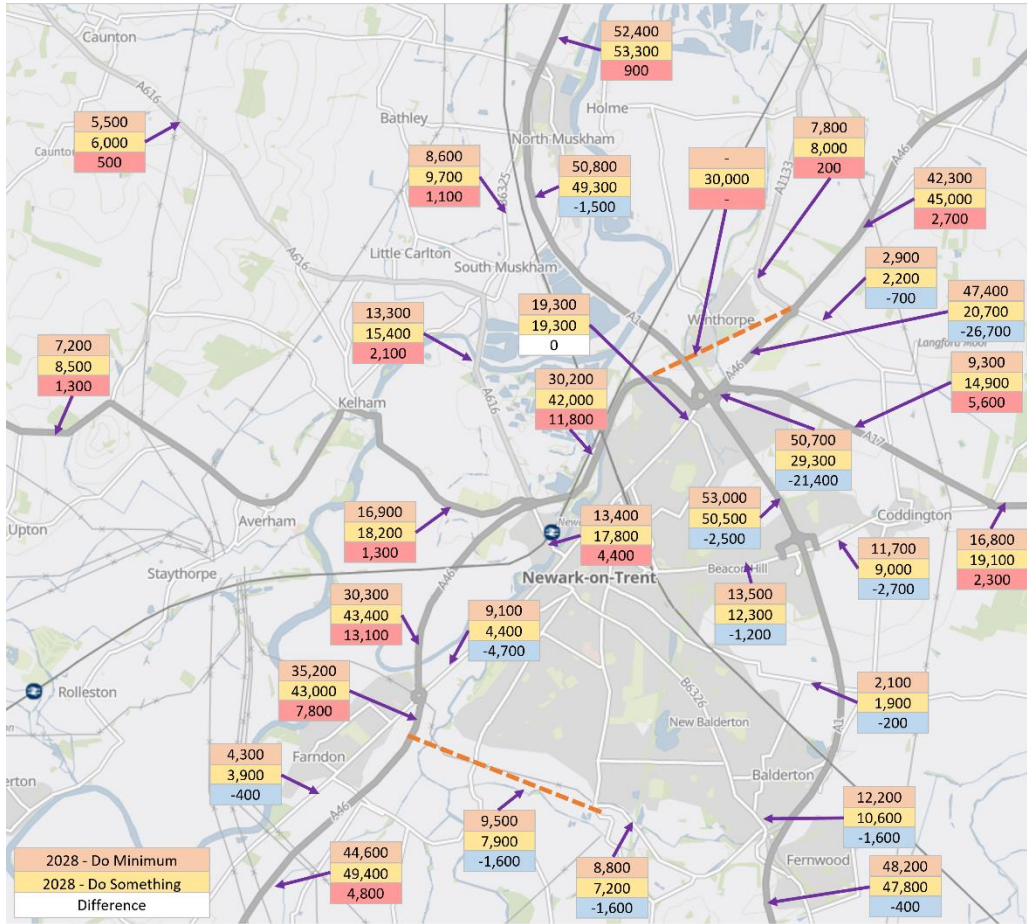 Caunton
A616
52,400
53,300
900
Holme
5,500
6,000
500
Caunton
Bathley
North Muskham
8,600
9,700
1,100
B6325
50,800
49,300
-1,500
-
30,000
-
7,800
8,000
200
A1133
A46
42,300
45,000
2,700
Little Carlton
A616
South Muskham
2,900
2,200
-700
13,300
15,400
2,100
19,300
19,300
0
A1
Winthorpe
47,400
20,700
-26,700
Langford Moor
7,200
8,500
1,300
Kelham
A616
30,200
42,000
11,800
A46
9,300
14,900
5,600
A17
50,700
29,300
-21,400
Upton
Averham
16,900
18,200
1,300
53,000
50,500
-2,500
Coddington
Staythorpe
13,400
17,800
4,400
Newark-on-Trent
Beacon Hill
11,700
9,000
-2,700
16,800
19,100
2,300
A46
30,300
43,400
13,100
9,100
4,400
-4,700
13,500
12,300
-1,200
Rolleston
35,200
43,000
7,800
B6326
New Balderton
2,100
1,900
-200
A1
Farndon
4,300
3,900
-400
erton
A46
Balderton
9,500
7,900
-1,600
12,200
10,600
-1,600
Fernwood
44,600
49,400
4,800
8,800
7,200
-1,600
48,200
47,800
-400
2028 - Do Minimum
2028 - Do Something
Difference